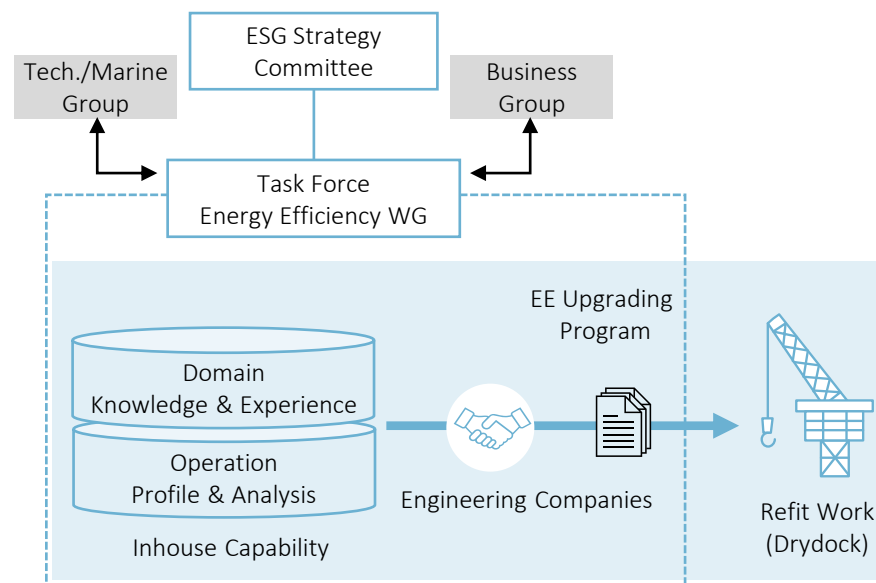 ESG Strategy
Committee
Tech./Marine
Group
Business
Group
Task Force
Energy Efficiency WG
EE Upgrading
Program
Domain
Knowledge & Experience
Operation
Profile & Analysis
Inhouse Capability
Engineering Companies
Refit Work
(Drydock)